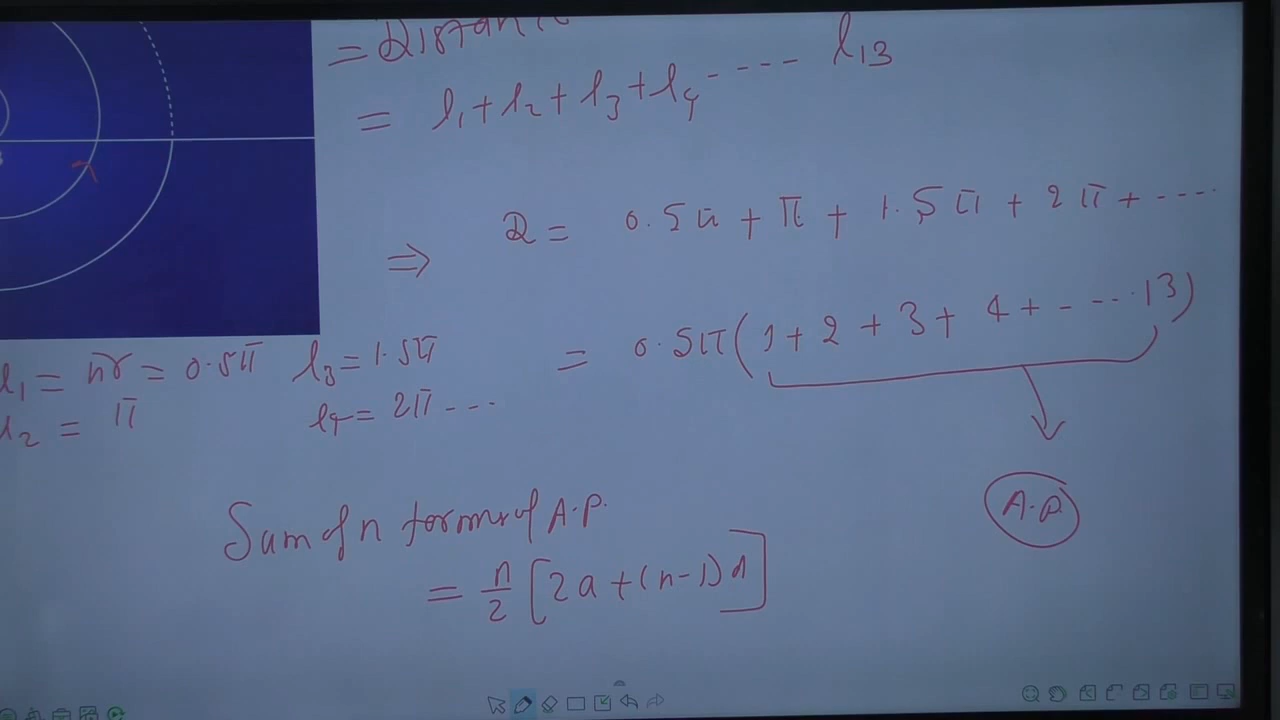 = Distan
= l₁ + l₂ + l₃ + l₄ ---- l₁₃
⇒ D = 0.5π + π + 1.5π + 2π + ----
= 0.5π(1 + 2 + 3 + 4 + ---- 13)
l₁ = πr = 0.5π l₃ = 1.5π
l₂ = π l₄ = 2π ---
A.P.
Sum of n terms of A.P.
= n/2 [2a + (n-1)d]